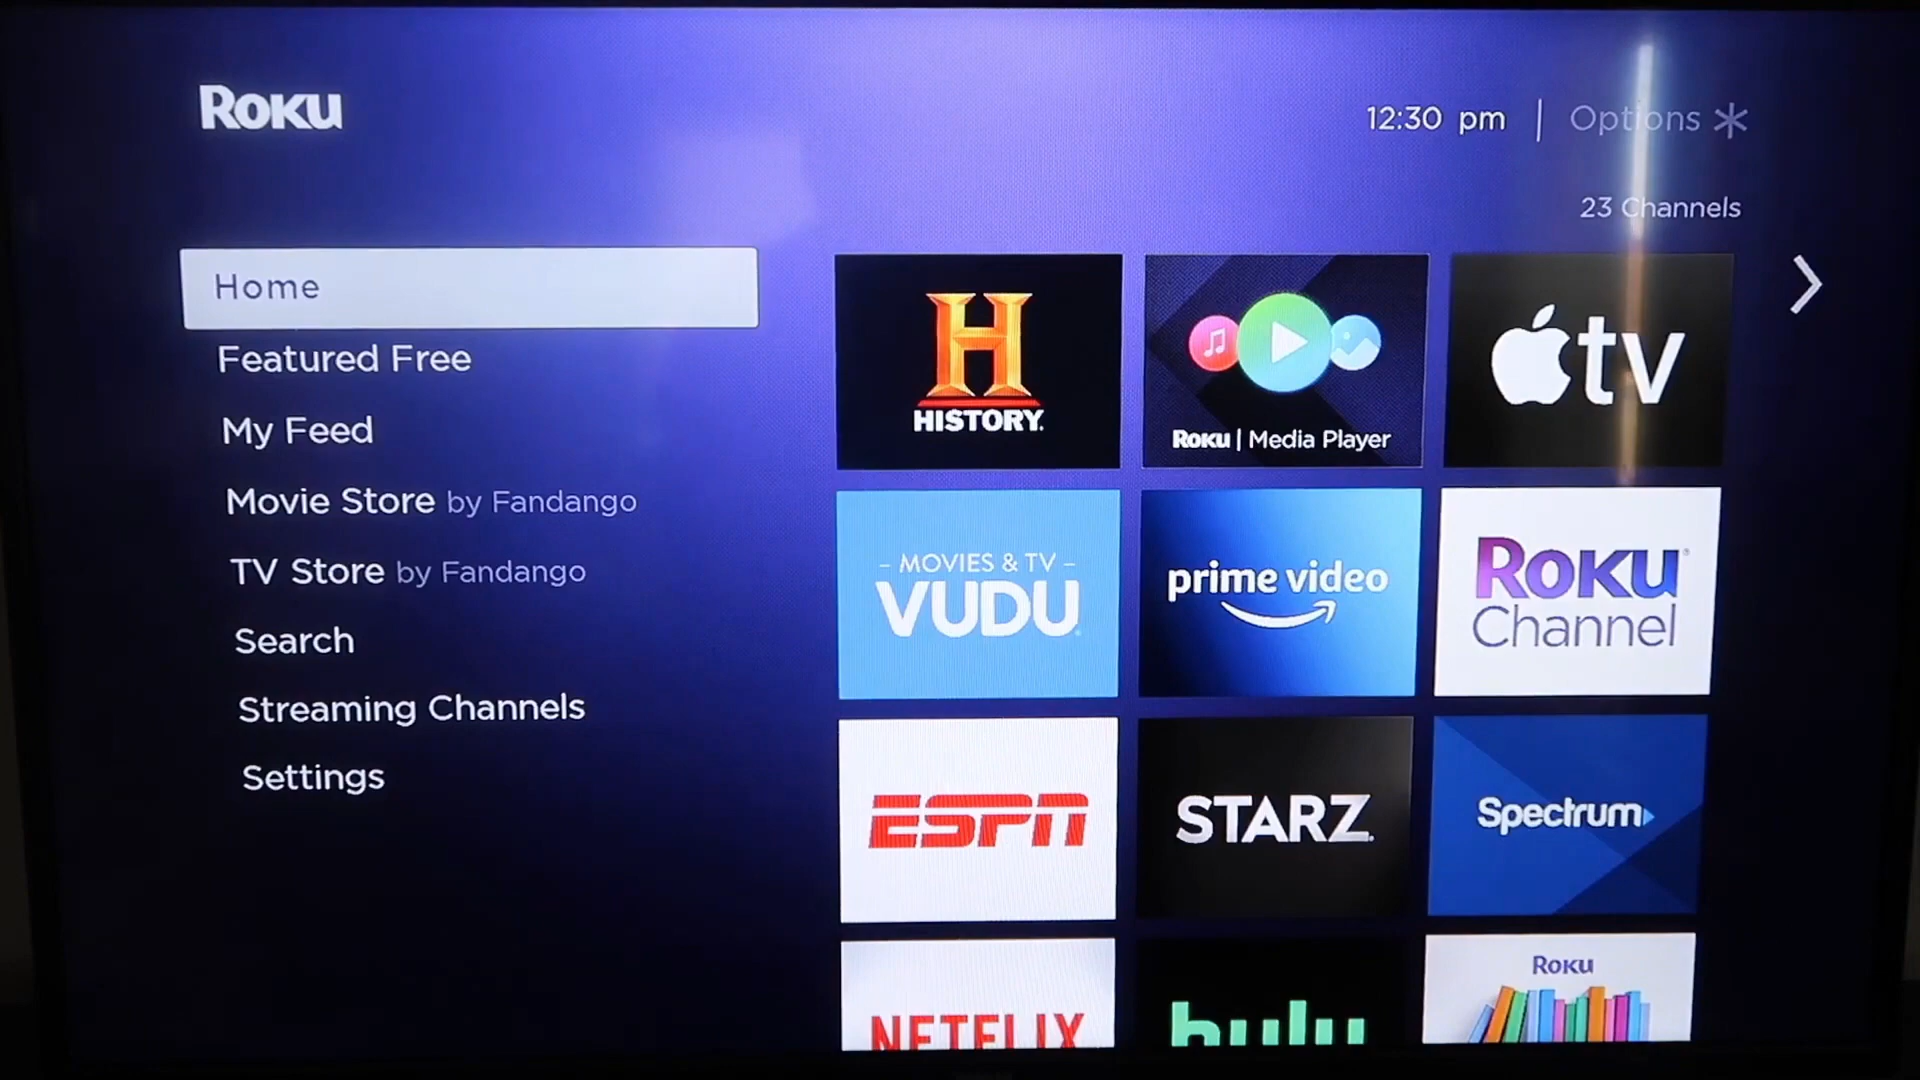 Roku
12:30 pm | Options *
23 Channels
Home
Featured Free
My Feed
Movie Store by Fandango
TV Store by Fandango
Search
Streaming Channels
Settings
H
HISTORY.
Roku | Media Player
tv
- MOVIES & TV -
VUDU
prime video
Roku
Channel
ESPN
STARZ
Spectrum
NETFLIX
hulu
Roku